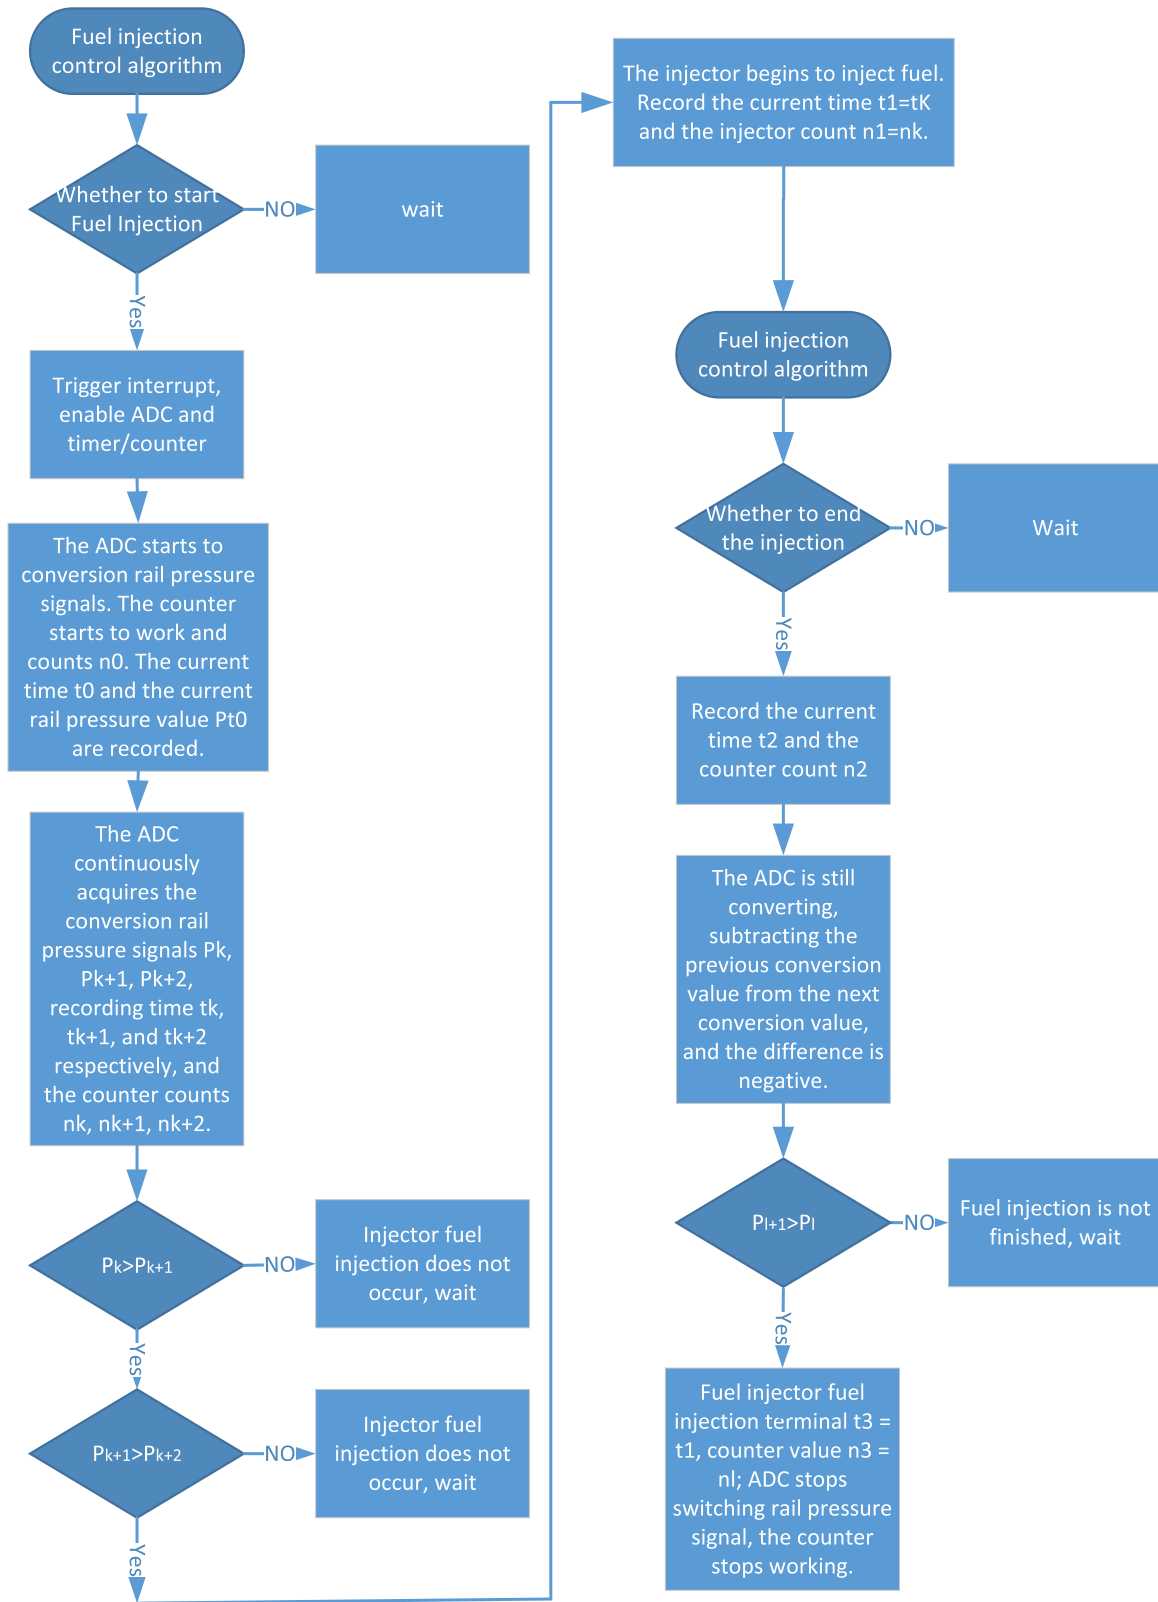 Fuel injection
control algorithm
Whether to start
Fuel Injection
NO
wait
Yes
Trigger interrupt,
enable ADC and
timer/counter
The ADC starts to
conversion rail pressure
signals. The counter
starts to work and
counts n0. The current
time t0 and the current
rail pressure value Pt0
are recorded.
The ADC
continuously
acquires the
conversion rail
pressure signals Pk,
Pk+1, Pk+2,
recording time tk,
tk+1, and tk+2
respectively, and
the counter counts
nk, nk+1, nk+2.
Pk>Pk+1
NO
Injector fuel
injection does not
occur, wait
Yes
Pk+1>Pk+2
NO
Injector fuel
injection does not
occur, wait
Yes
The injector begins to inject fuel.
Record the current time t1=tK
and the injector count n1=nk.
Fuel injection
control algorithm
Whether to end
the injection
NO
Wait
Yes
Record the current
time t2 and the
counter count n2
The ADC is still
converting,
subtracting the
previous conversion
value from the next
conversion value,
and the difference is
negative.
Pl+1>Pl
NO
Fuel injection is not
finished, wait
Yes
Fuel injector fuel
injection terminal t3 =
t1, counter value n3 =
nl; ADC stops
switching rail pressure
signal, the counter
stops working.